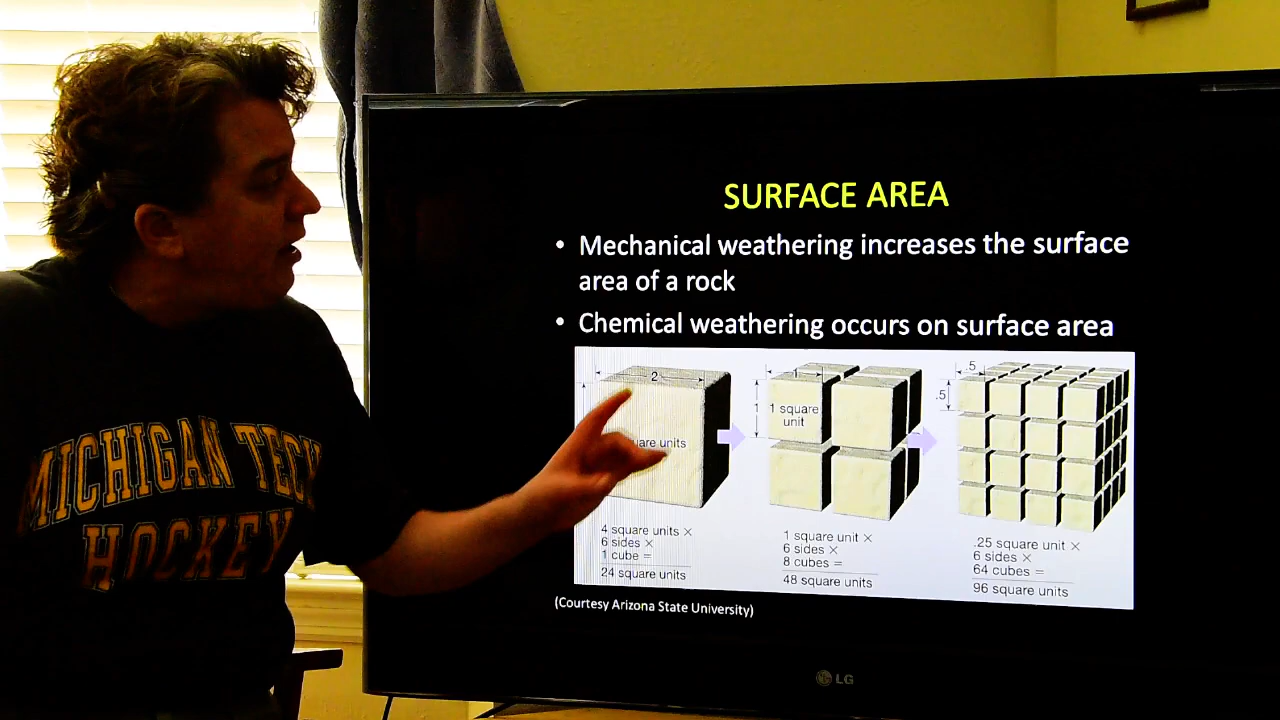 MICHIGAN TECH
HOCKEY
SURFACE AREA
• Mechanical weathering increases the surface
area of a rock
• Chemical weathering occurs on surface area
2
units
4 square units ×
6 sides ×
1 cube =
24 square units
1
1
1 square
unit
1 square unit ×
6 sides ×
8 cubes =
48 square units
.5
.5
.25 square unit ×
6 sides ×
64 cubes =
96 square units
(Courtesy Arizona State University)
LG